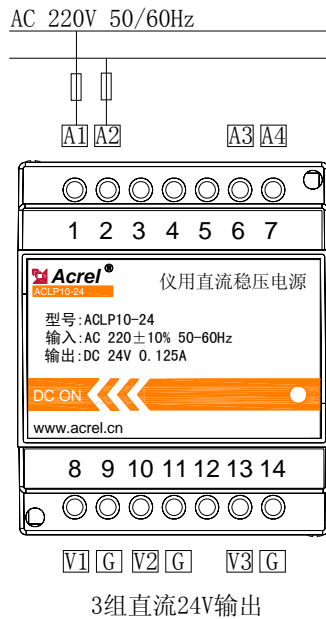 AC 220V 50/60Hz
A1 A2 A3 A4
1 2 3 4 5 6 7
Acrel®
ACLP10-24
仪用直流稳压电源
型号:ACLP10-24
输入:AC 220±10% 50-60Hz
输出:DC 24V 0.125A
DC ON
www.acrel.cn
8 9 10 11 12 13 14
V1 G V2 G V3 G
3组直流24V输出